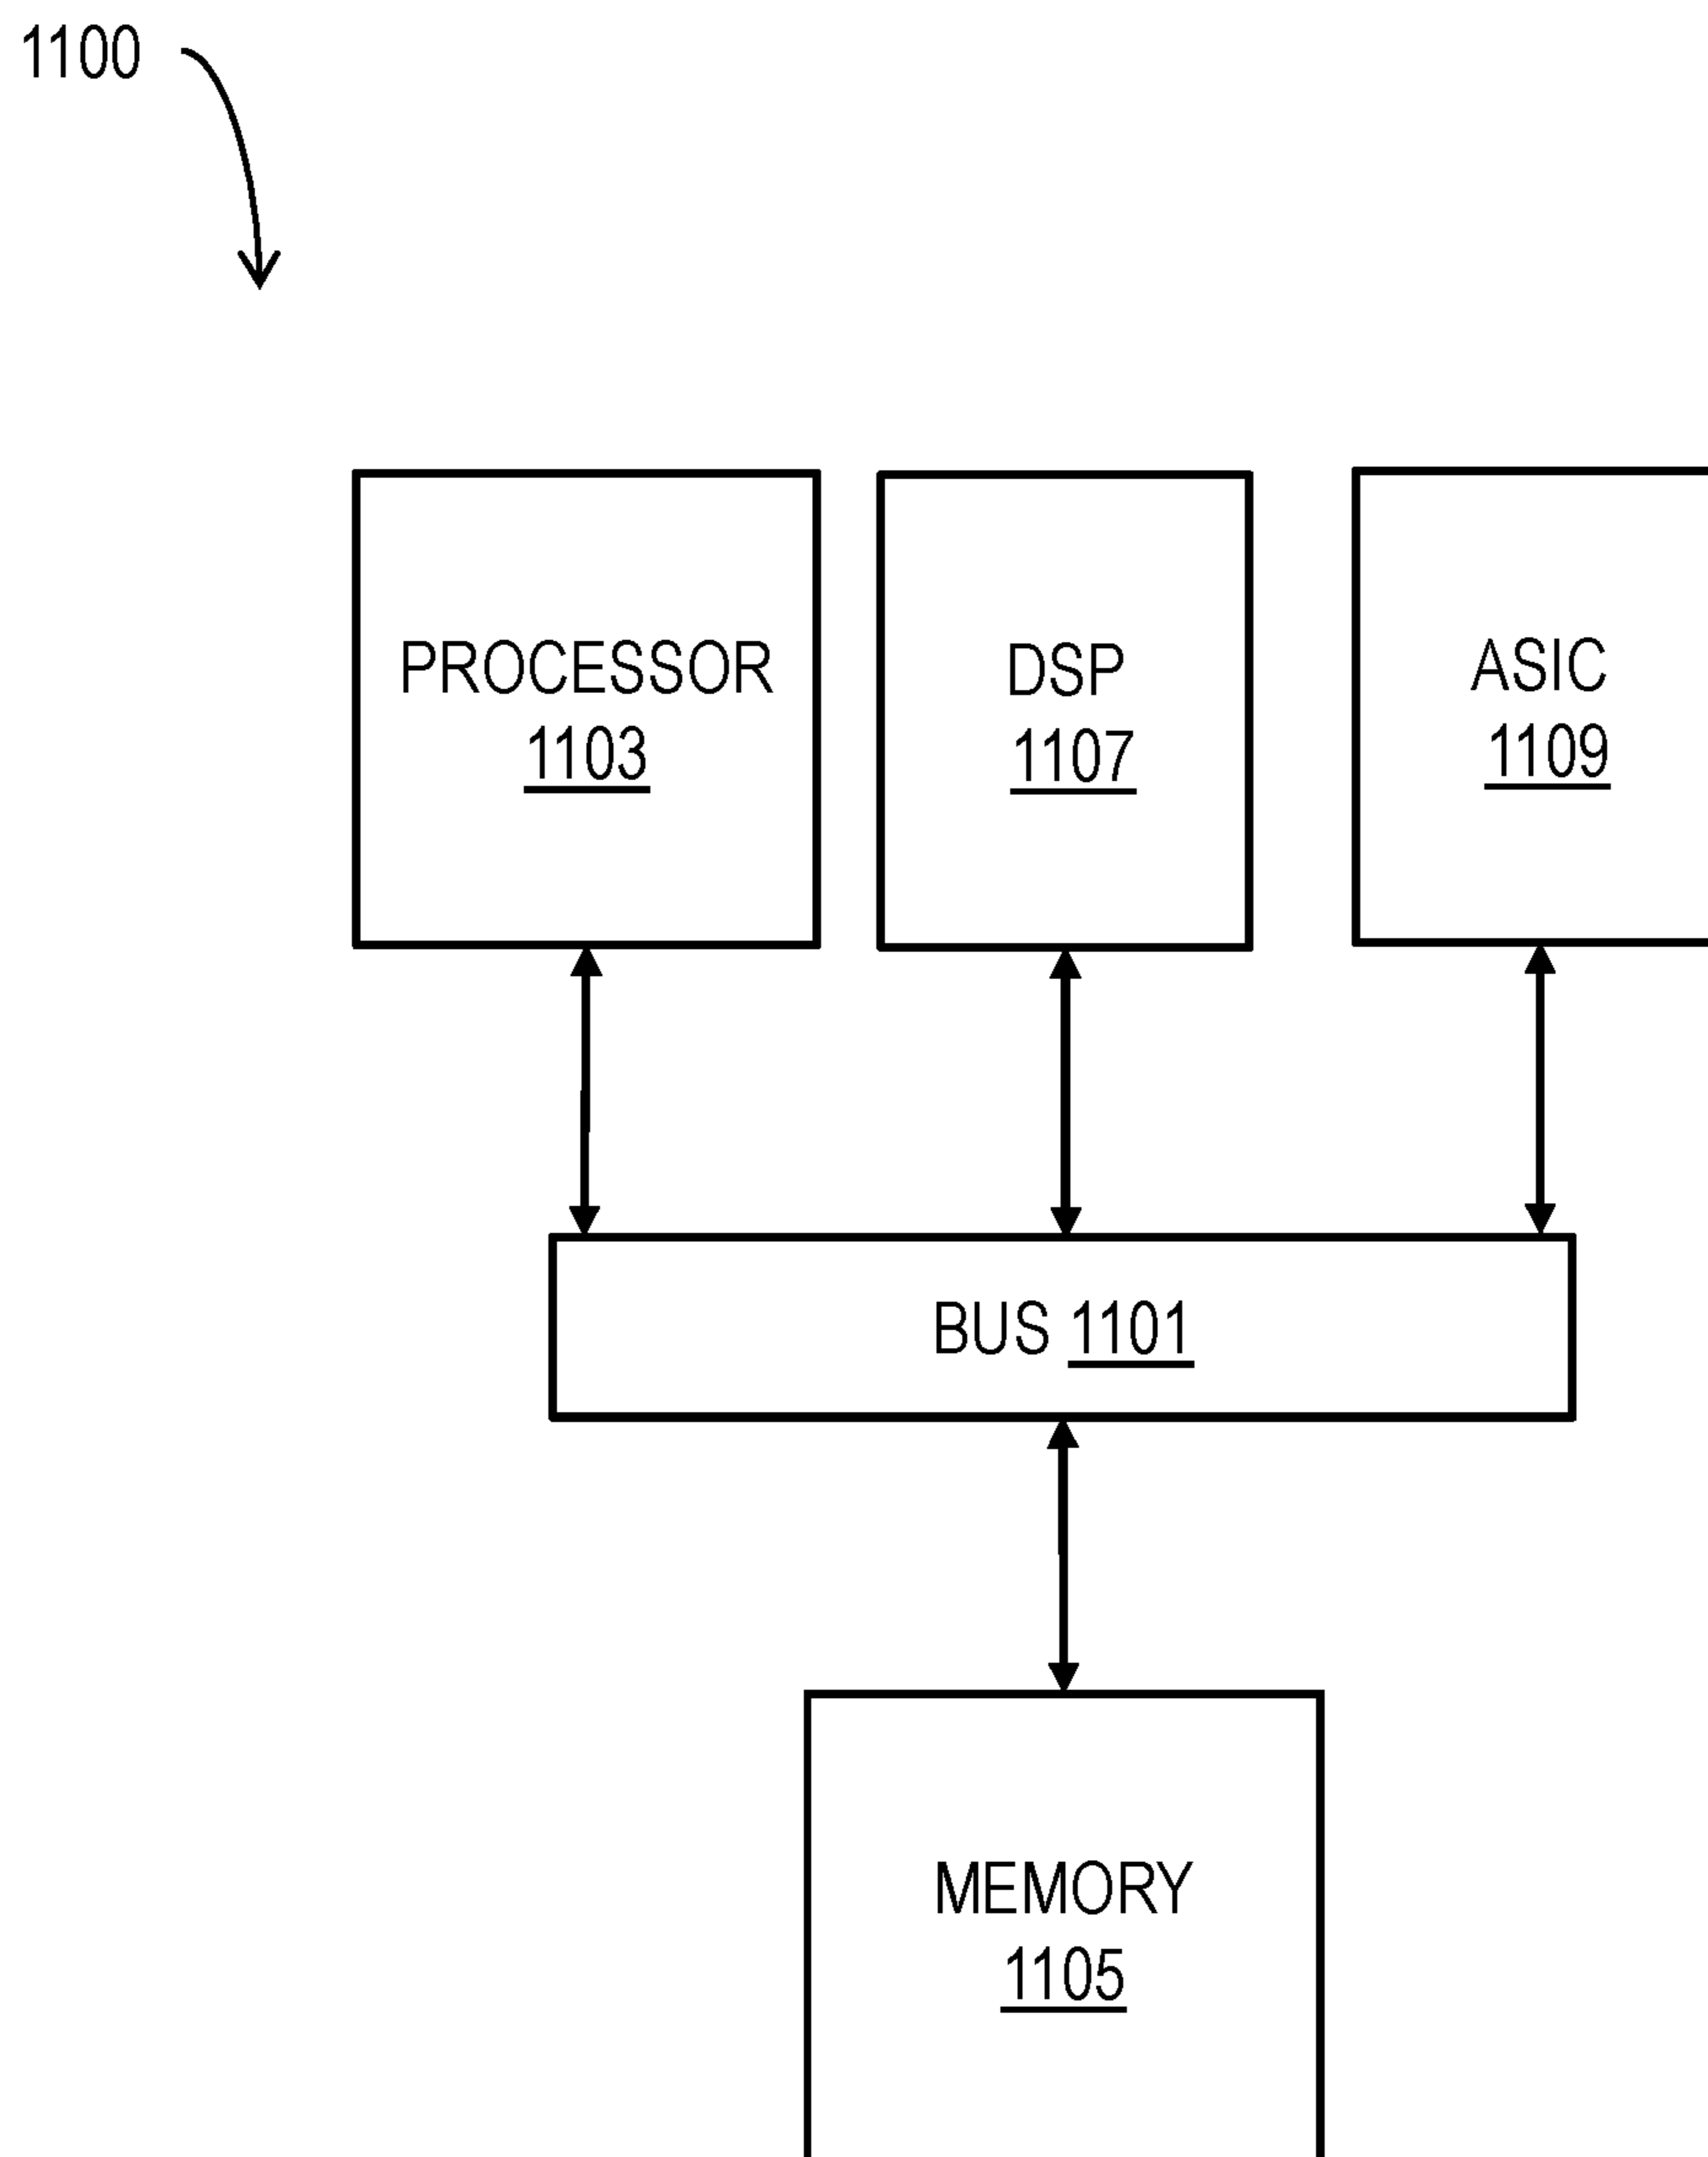 1100
PROCESSOR
1103
DSP
1107
ASIC
1109
BUS 1101
MEMORY
1105